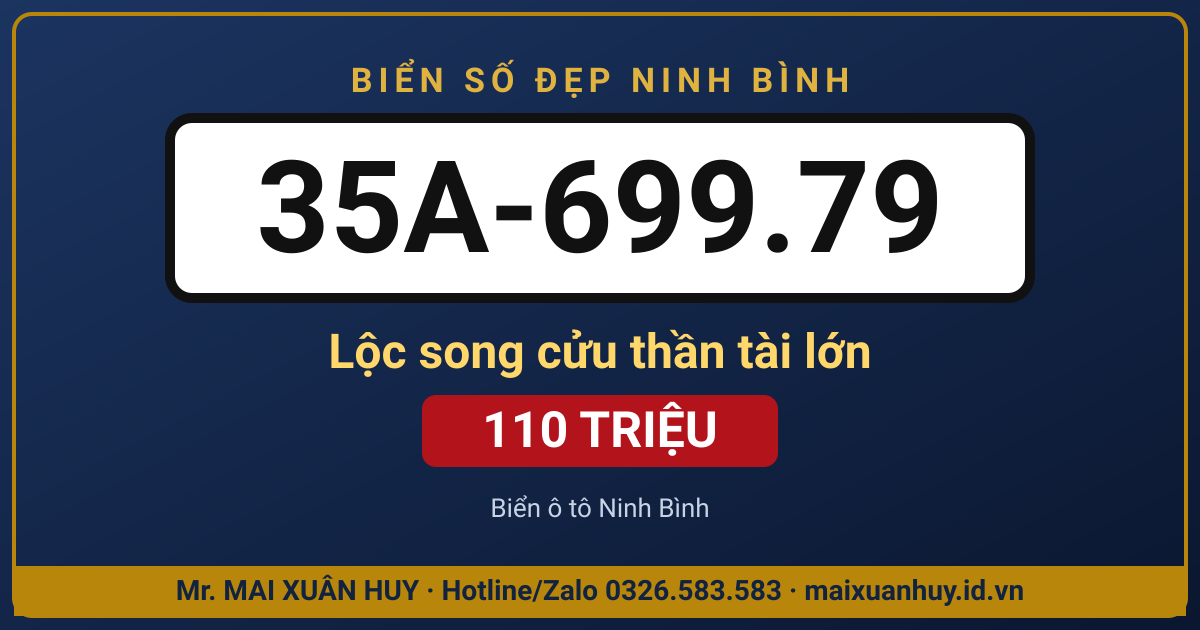 BIỂN SỐ ĐẸP NINH BÌNH
35A-699.79
Lộc song cửu thần tài lớn
110 TRIỆU
Biển ô tô Ninh Bình
Mr. MAI XUÂN HUY · Hotline/Zalo 0326.583.583 · maixuanhuy.id.vn